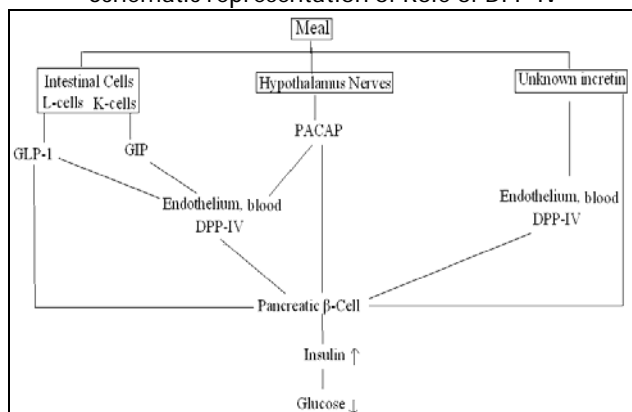 schematic representation of Role of DPP-IV
Meal
Intestinal Cells
L-cells K-cells
Hypothalamus Nerves
Unknown incretin
PACAP
GLP-1
GIP
Endothelium, blood
DPP-IV
Endothelium, blood
DPP-IV
Pancreatic β-Cell
Insulin ↑
Glucose ↓